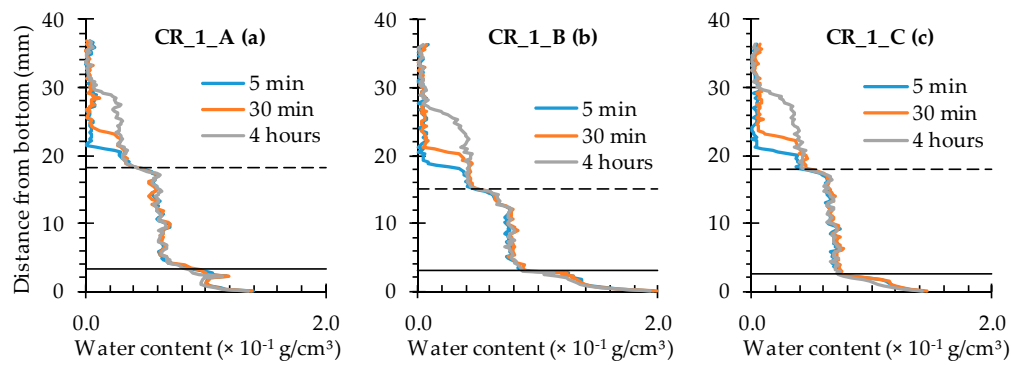 Distance from bottom (mm)
40
30
20
10
0
CR_1_A (a)
5 min
30 min
4 hours
0.0
2.0
Water content (× 10⁻¹ g/cm³)
40
30
20
10
0
CR_1_B (b)
5 min
30 min
4 hours
0.0
2.0
Water content (× 10⁻¹ g/cm³)
40
30
20
10
0
CR_1_C (c)
5 min
30 min
4 hours
0.0
2.0
Water content (× 10⁻¹ g/cm³)